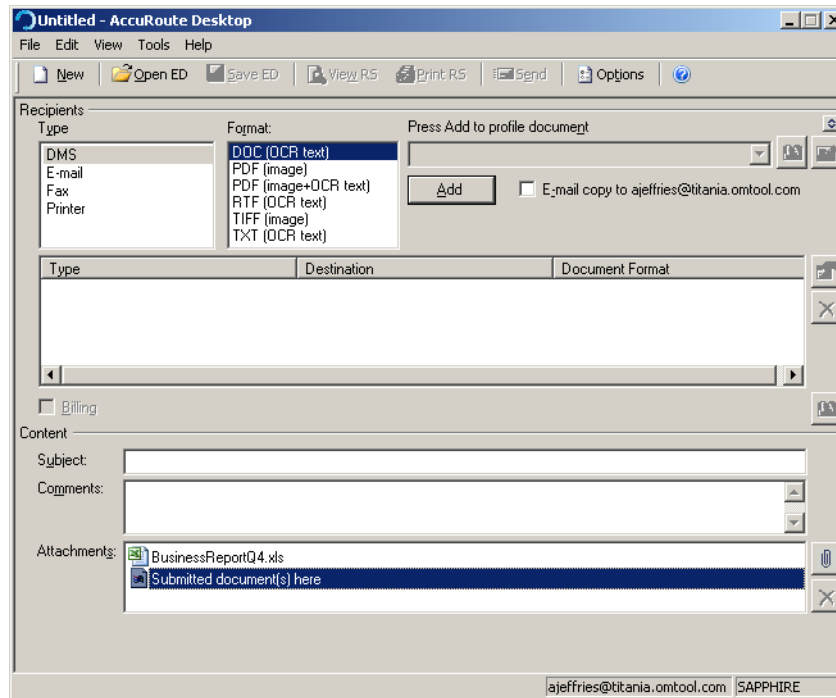 Untitled - AccuRoute Desktop
File Edit View Tools Help
New Open ED Save ED View RS Print RS Send Options
Recipients
Type Format: Press Add to profile document
DMS
E-mail
Fax
Printer
DOC (OCR text)
PDF (image)
PDF (image+OCR text)
RTF (OCR text)
TIFF (image)
TXT (OCR text)
Add E-mail copy to ajeffries@titania.omtool.com
Type Destination Document Format
Billing
Content
Subject:
Comments:
Attachments: BusinessReportQ4.xls
Submitted document(s) here
ajeffries@titania.omtool.com SAPPHIRE